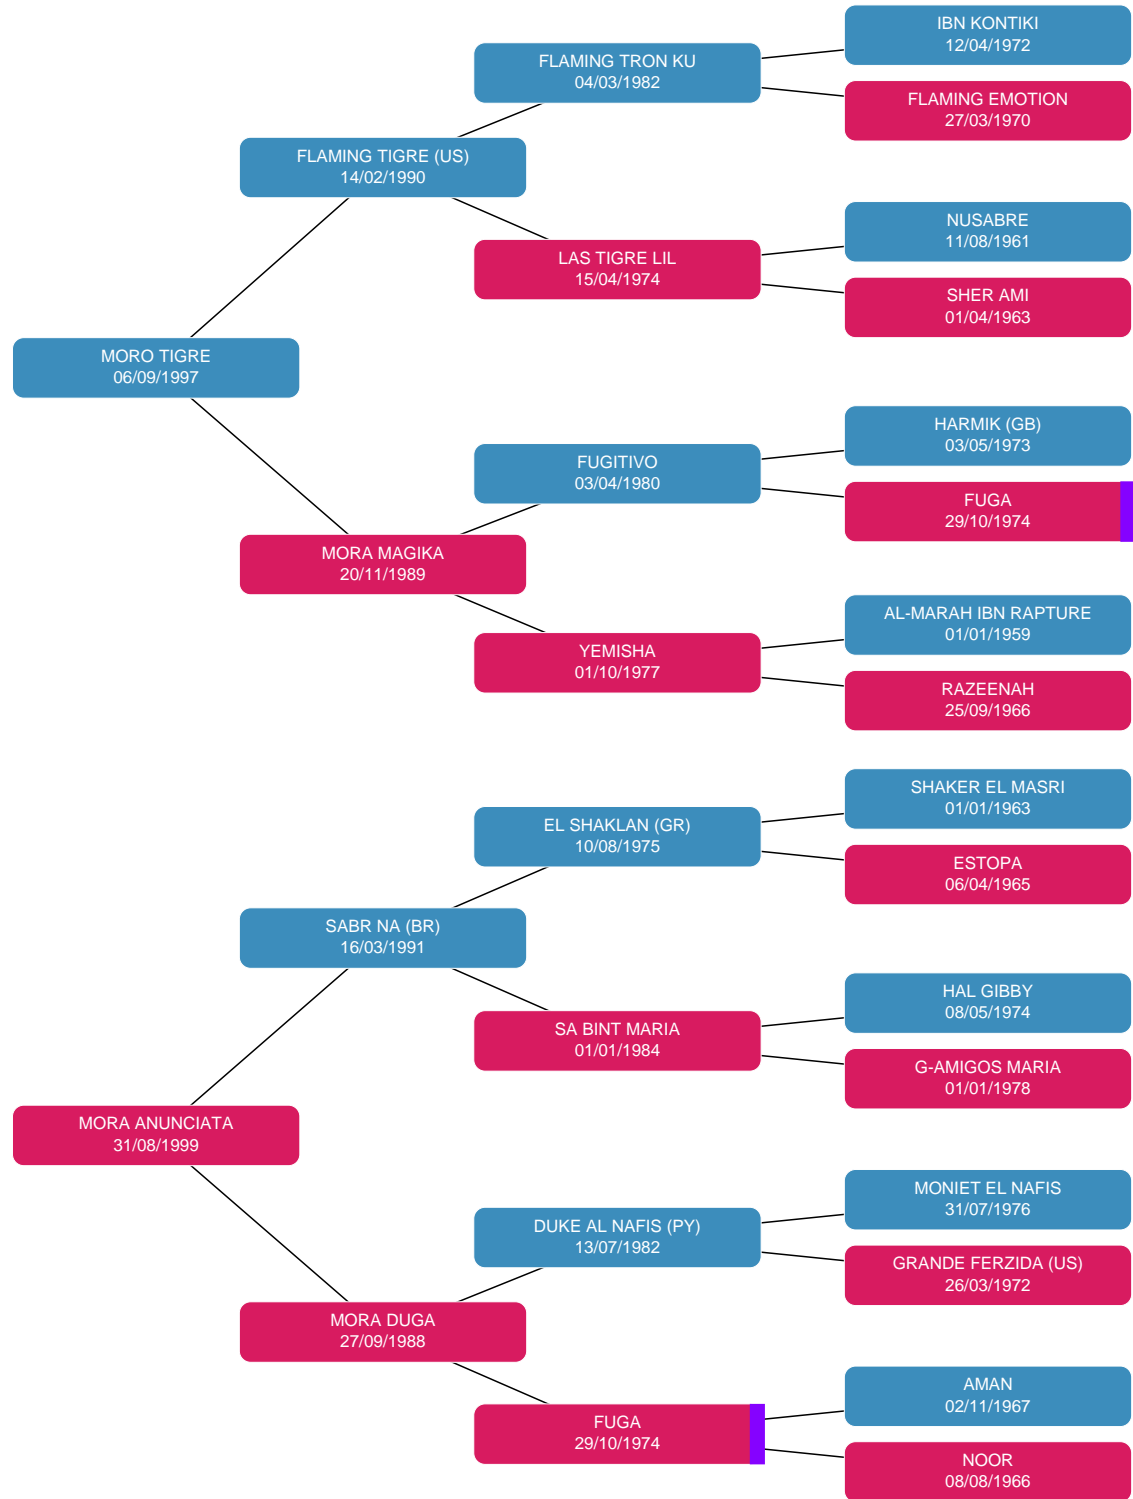 IBN KONTIKI
12/04/1972
FLAMING TRON KU
04/03/1982
FLAMING EMOTION
27/03/1970
FLAMING TIGRE (US)
14/02/1990
NUSABRE
11/08/1961
LAS TIGRE LIL
15/04/1974
SHER AMI
01/04/1963
MORO TIGRE
06/09/1997
HARMIK (GB)
03/05/1973
FUGITIVO
03/04/1980
FUGA
29/10/1974
MORA MAGIKA
20/11/1989
AL-MARAH IBN RAPTURE
01/01/1959
YEMISHA
01/10/1977
RAZEENAH
25/09/1966
SHAKER EL MASRI
01/01/1963
EL SHAKLAN (GR)
10/08/1975
ESTOPA
06/04/1965
SABR NA (BR)
16/03/1991
HAL GIBBY
08/05/1974
SA BINT MARIA
01/01/1984
G-AMIGOS MARIA
01/01/1978
MORA ANUNCIATA
31/08/1999
MONIET EL NAFIS
31/07/1976
DUKE AL NAFIS (PY)
13/07/1982
GRANDE FERZIDA (US)
26/03/1972
MORA DUGA
27/09/1988
AMAN
02/11/1967
FUGA
29/10/1974
NOOR
08/08/1966